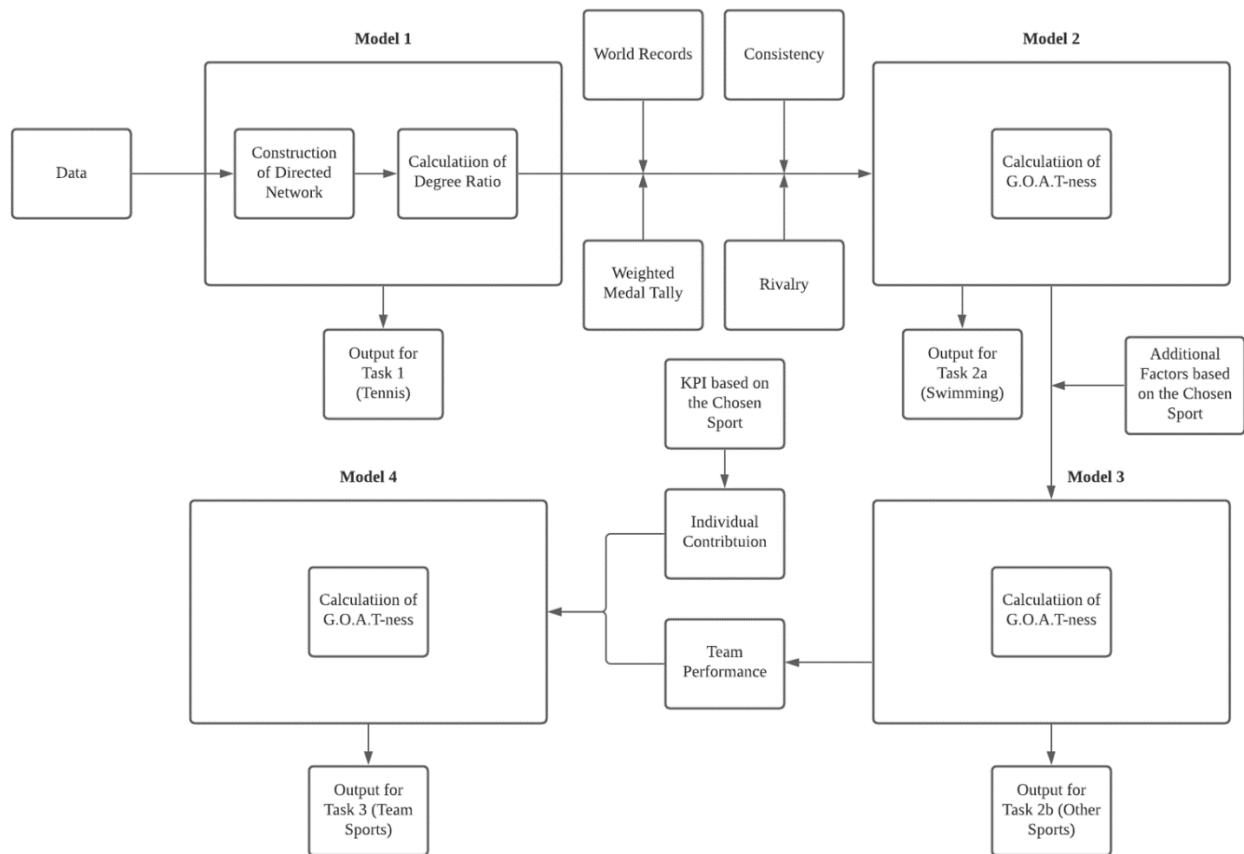 Model 1
World Records
Consistency
Model 2
Data
Construction
of Directed
Network
Calculatiion of
Degree Ratio
Calculatiion of
G.O.A.T-ness
Weighted
Medal Tally
Rivalry
Output for
Task 1
(Tennis)
KPI based on
the Chosen
Sport
Output for
Task 2a
(Swimming)
Additional
Factors based
on the Chosen
Sport
Model 4
Model 3
Individual
Contribtuion
Calculatiion of
G.O.A.T-ness
Calculatiion of
G.O.A.T-ness
Team
Performance
Output for
Task 3 (Team
Sports)
Output for
Task 2b (Other
Sports)